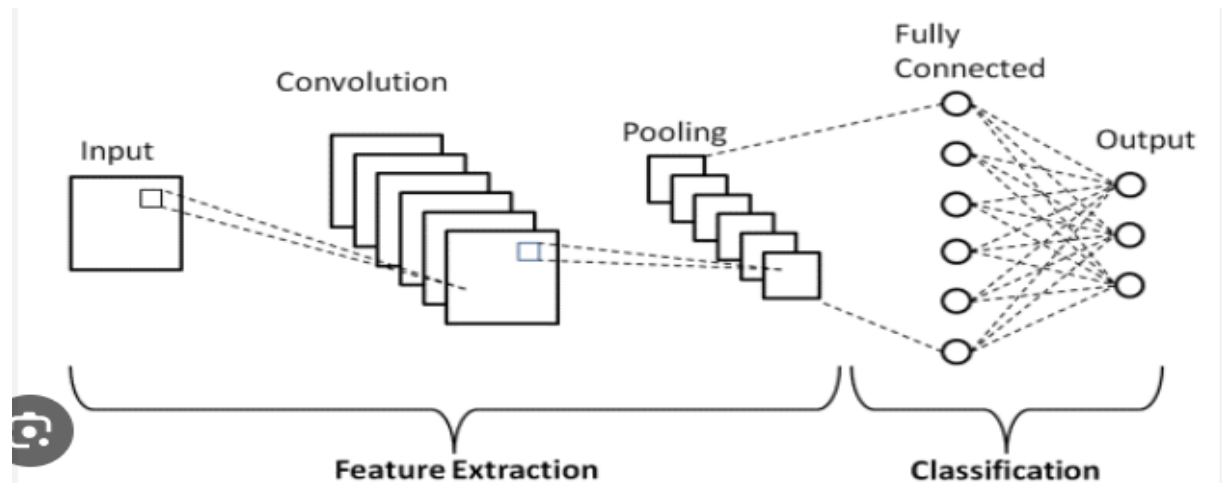 Fully
Connected
Convolution
Pooling
Output
Input
Feature Extraction
Classification